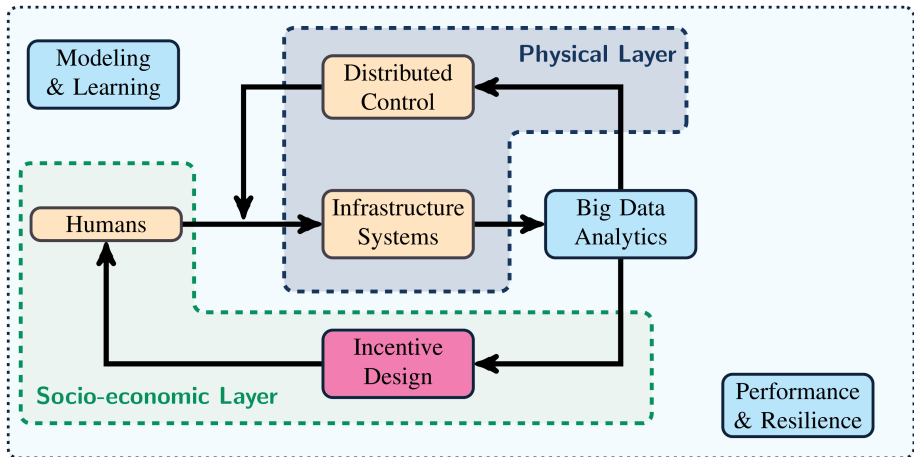 Modeling
& Learning
Distributed
Control
Physical Layer
Humans
Infrastructure
Systems
Big Data
Analytics
Incentive
Design
Socio-economic Layer
Performance
& Resilience